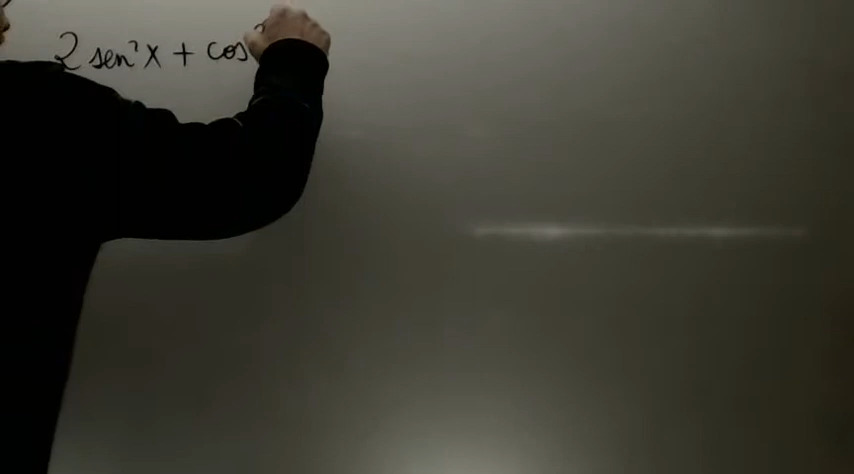 2 sen²x + cos